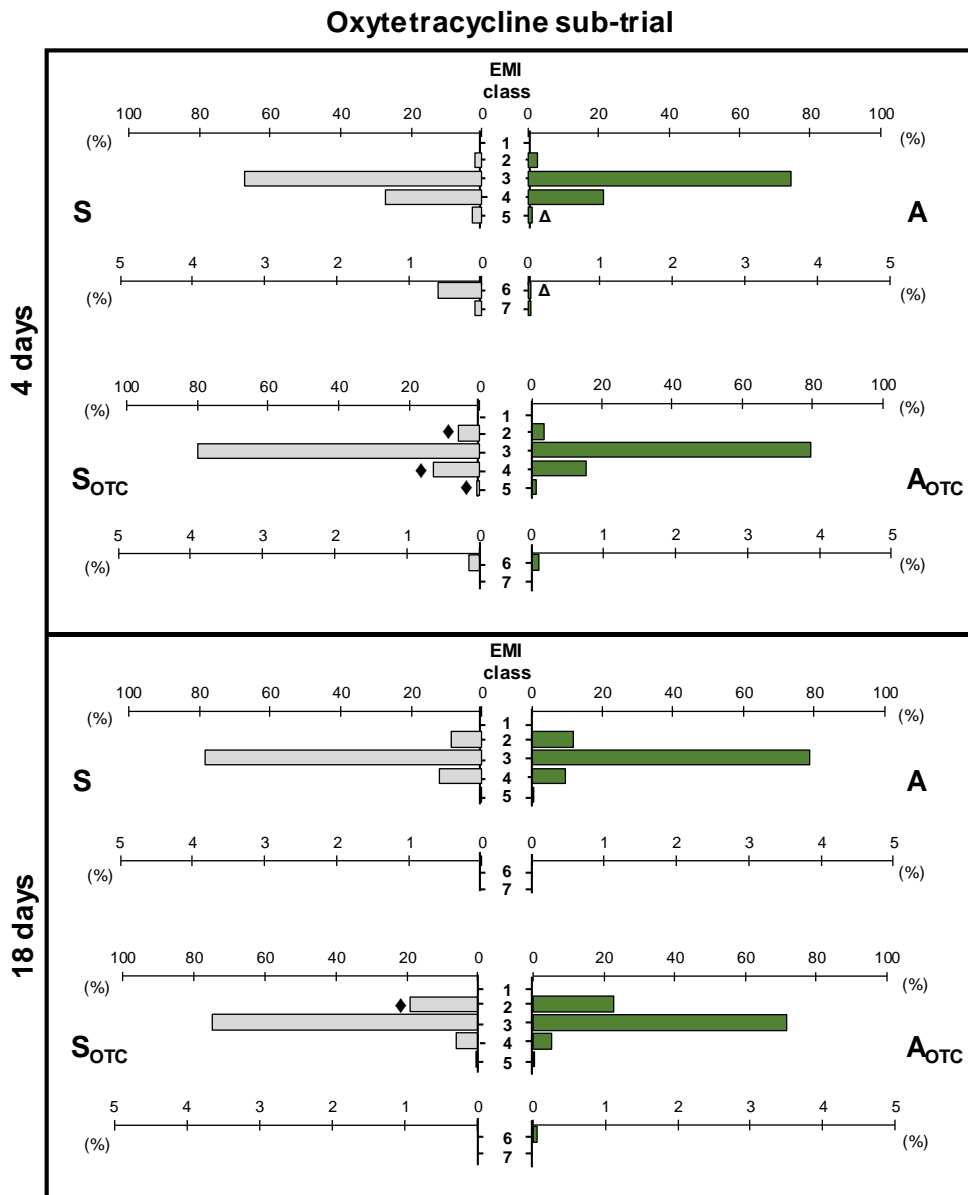 Oxytetracycline sub-trial
4 days
EMI
class
100 80 60 40 20 0 0 20 40 60 80 100
(%) 1 (%)
2
3
4
S 5 Δ A
5 4 3 2 1 0 0 1 2 3 4 5
(%) 6 Δ (%)
7
100 80 60 40 20 0 0 20 40 60 80 100
(%) 1 (%)
♦ 2
3
♦ 4
SOTC ♦ 5 AOTC
5 4 3 2 1 0 0 1 2 3 4 5
(%) 6 (%)
7
18 days
EMI
class
100 80 60 40 20 0 0 20 40 60 80 100
(%) 1 (%)
2
3
S 4 A
5
5 4 3 2 1 0 0 1 2 3 4 5
(%) 6 (%)
7
100 80 60 40 20 0 0 20 40 60 80 100
(%) 1 (%)
♦ 2
3
SOTC 4 AOTC
5
5 4 3 2 1 0 0 1 2 3 4 5
(%) 6 (%)
7